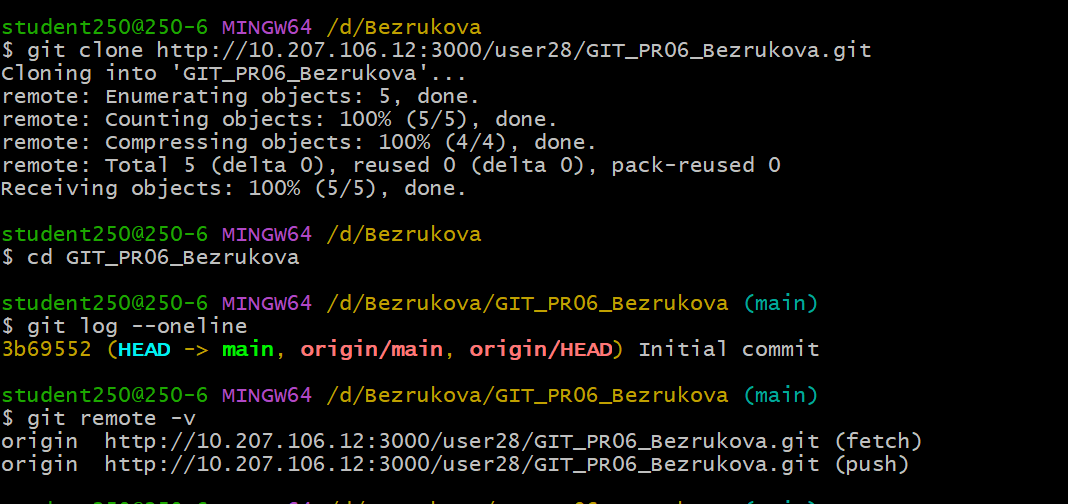 student250@250-6 MINGW64 /d/Bezrukova
$ git clone http://10.207.106.12:3000/user28/GIT_PR06_Bezrukova.git
Cloning into 'GIT_PR06_Bezrukova'...
remote: Enumerating objects: 5, done.
remote: Counting objects: 100% (5/5), done.
remote: Compressing objects: 100% (4/4), done.
remote: Total 5 (delta 0), reused 0 (delta 0), pack-reused 0
Receiving objects: 100% (5/5), done.
student250@250-6 MINGW64 /d/Bezrukova
$ cd GIT_PR06_Bezrukova
student250@250-6 MINGW64 /d/Bezrukova/GIT_PR06_Bezrukova (main)
$ git log --oneline
3b69552 (HEAD -> main, origin/main, origin/HEAD) Initial commit
student250@250-6 MINGW64 /d/Bezrukova/GIT_PR06_Bezrukova (main)
$ git remote -v
origin  http://10.207.106.12:3000/user28/GIT_PR06_Bezrukova.git (fetch)
origin  http://10.207.106.12:3000/user28/GIT_PR06_Bezrukova.git (push)